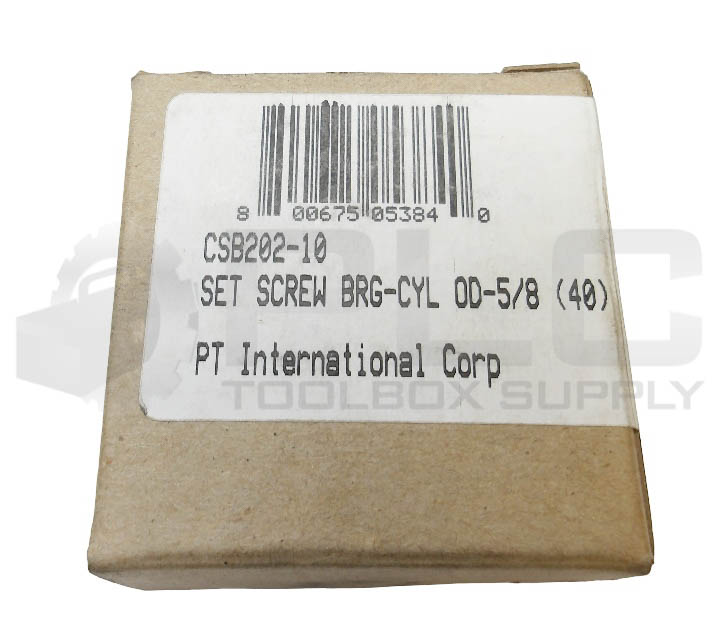 8 00675 05384 0
CSB202-10
SET SCREW BRG-CYL OD-5/8 (40)
PT International Corp
PLC
TOOLBOX SUPPLY